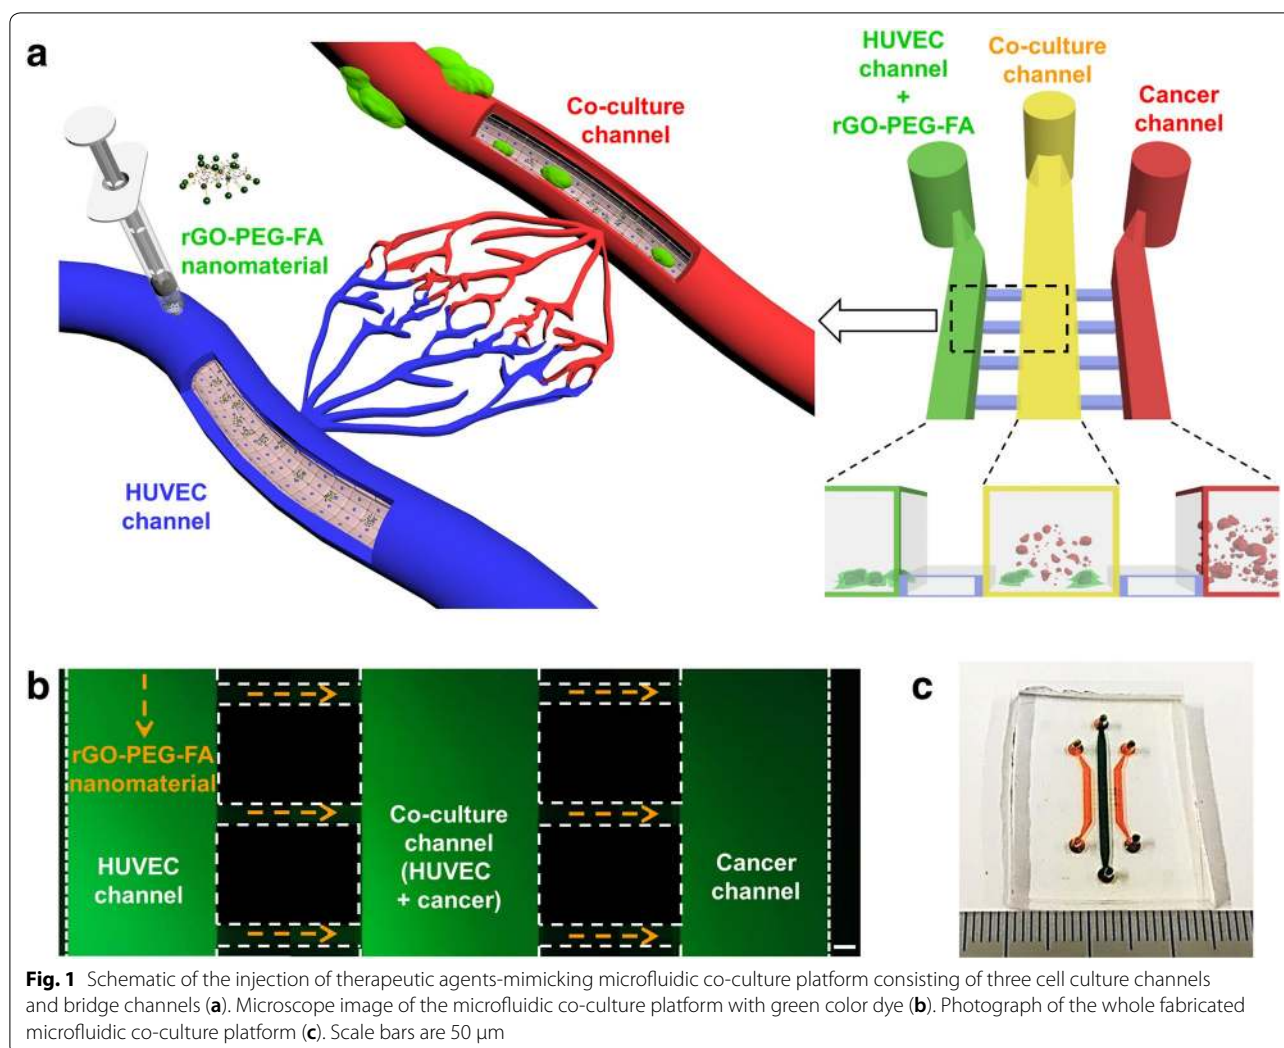 a
Co-culture
channel
rGO-PEG-FA
nanomaterial
HUVEC
channel
HUVEC
channel
+
rGO-PEG-FA
Co-culture
channel
Cancer
channel
b
rGO-PEG-FA
nanomaterial
HUVEC
channel
Co-culture
channel
(HUVEC
+ cancer)
Cancer
channel
c
Fig. 1 Schematic of the injection of therapeutic agents-mimicking microfluidic co-culture platform consisting of three cell culture channels
and bridge channels (a). Microscope image of the microfluidic co-culture platform with green color dye (b). Photograph of the whole fabricated
microfluidic co-culture platform (c). Scale bars are 50 μm